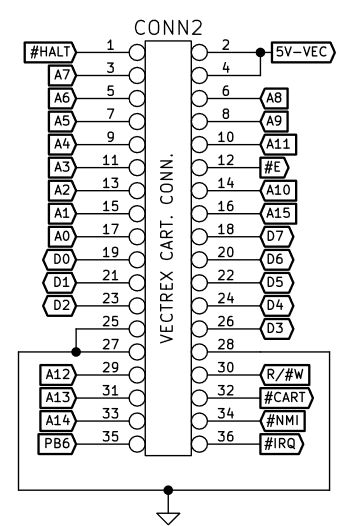 CONN2
#HALT 1 2 5V-VEC
A7 3 4
A6 5 6 A8
A5 7 8 A9
A4 9 10 A11
A3 11 12 #E
A2 13 14 A10
A1 15 16 A15
A0 17 18 D7
D0 19 20 D6
D1 21 22 D5
D2 23 24 D4
25 26 D3
27 28
A12 29 30 R/#W
A13 31 32 #CART
A14 33 34 #NMI
PB6 35 36 #IRQ
VECTREX CART. CONN.